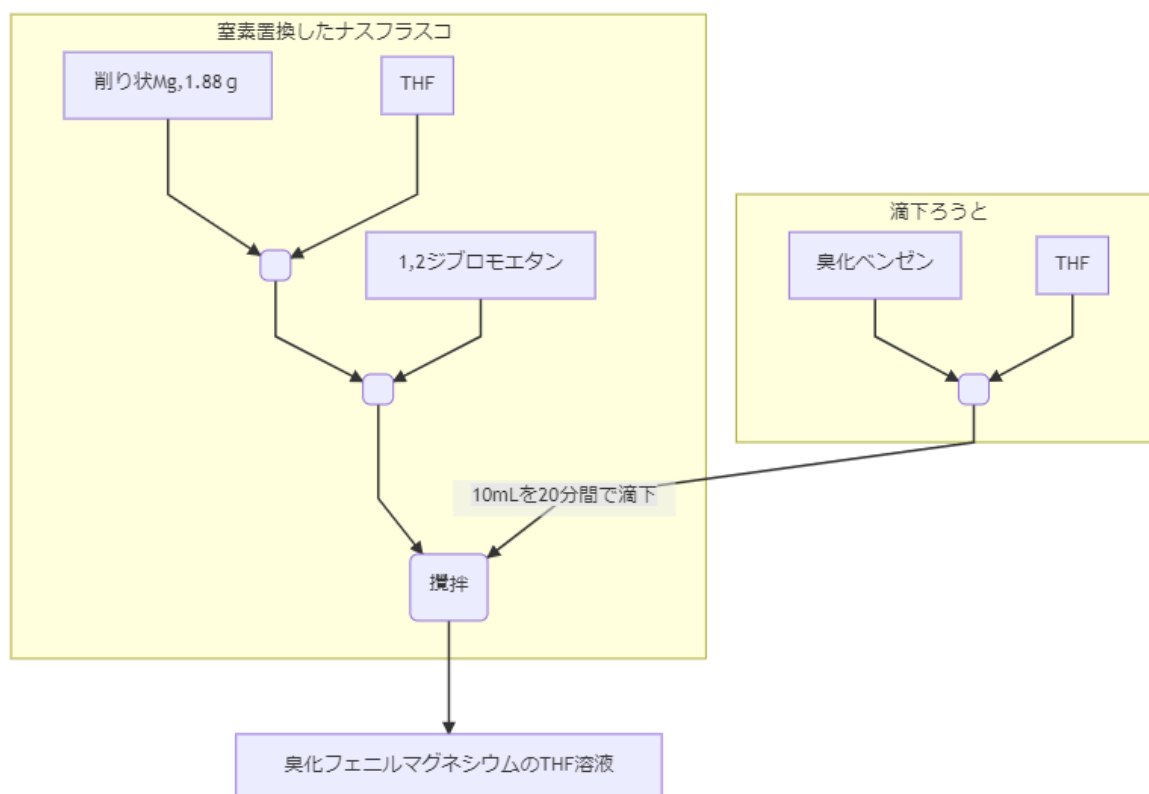 窒素置換したナスフラスコ
削り状Mg,1.88ｇ
THF
1,2ジブロモエタン
滴下ろうと
臭化ベンゼン
THF
10mLを20分間で滴下
攪拌
臭化フェニルマグネシウムのTHF溶液